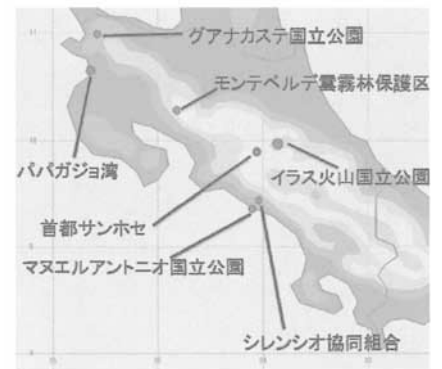 グアナカステ国立公園
モンテベルデ雲霧林保護区
パパガジョ湾
イラス火山国立公園
首都サンホセ
マヌエルアントニオ国立公園
シレンシオ協同組合
11
10